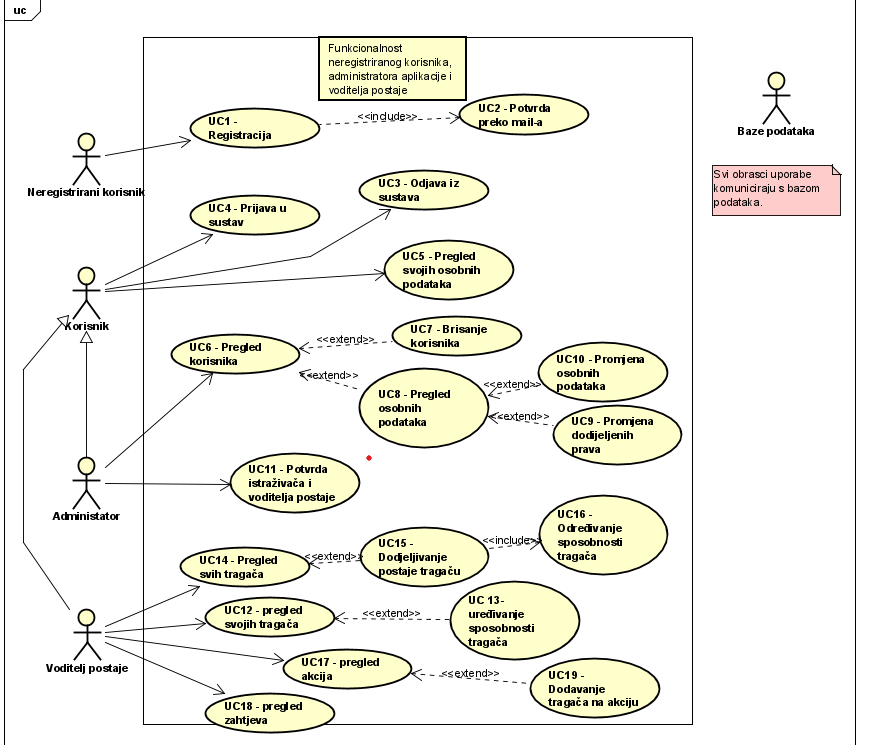 uc
Funkcionalnost
neregistriranog korisnika,
administratora aplikacije i
voditelja postaje
UC1 -
Registracija
<<include>>
UC2 - Potvrda
preko mail-a
Baze podataka
Svi obrasci uporabe
komuniciraju s bazom
podataka.
Neregistrirani korisnik
UC3 - Odjava iz
sustava
UC4 - Prijava u
sustav
UC5 - Pregled
svojih osobnih
podataka
Korisnik
UC6 - Pregled
korisnika
<<extend>>
UC7 - Brisanje
korisnika
<<extend>>
UC8 - Pregled
osobnih
podataka
<<extend>>
UC10 - Promjena
osobnih
podataka
<<extend>>
UC9 - Promjena
dodijeljenih
prava
UC11 - Potvrda
istraživača i
voditelja postaje
Administator
UC14 - Pregled
svih tragača
<<extend>>
UC15 -
Dodjeljivanje
postaje tragaču
<<include>>
UC16 -
Određivanje
sposobnosti
tragača
UC12 - pregled
svojih tragača
<<extend>>
UC 13-
uređivanje
sposobnosti
tragača
Voditelj postaje
UC17 - pregled
akcija
<<extend>>
UC19 -
Dodavanje
tragača na akciju
UC18 - pregled
zahtjeva